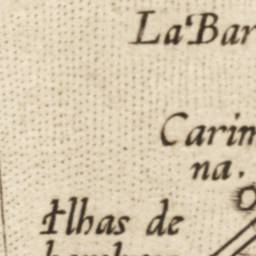 La Bar
Carim
na.
Ilhas de